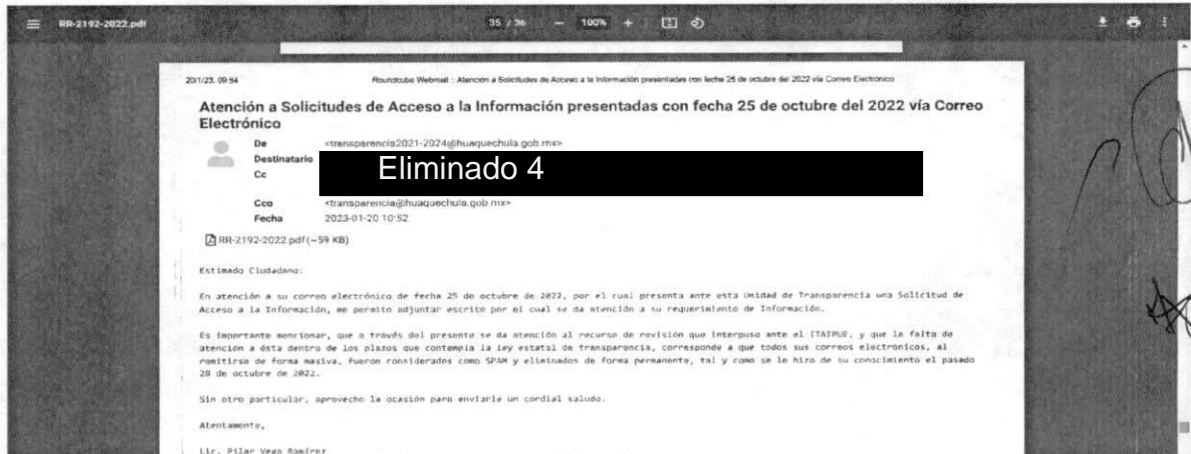 RR-2192-2022.pdf
35 / 36 — 100% +
20/1/23, 09:54 Roundcube Webmail :: Atención a Solicitudes de Acceso a la Información presentadas con fecha 25 de octubre del 2022 vía Correo Electrónico
Atención a Solicitudes de Acceso a la Información presentadas con fecha 25 de octubre del 2022 vía Correo
Electrónico
De <transparencia2021-2024@huaquechula.gob.mx>
Destinatario
Cc
Eliminado 4
Cco <transparencia@huaquechula.gob.mx>
Fecha 2023-01-20 10:52
RR-2192-2022.pdf (~59 KB)
Estimado Ciudadano:
En atención a su correo electrónico de fecha 25 de octubre de 2022, por el cual presenta ante esta Unidad de Transparencia una Solicitud de
Acceso a la Información, me permito adjuntar escrito por el cual se da atención a su requerimiento de Información.
Es importante mencionar, que a través del presente se da atención al recurso de revisión que interpuso ante el ITAIPUE, y que la falta de
atención a ésta dentro de los plazos que contempla la ley estatal de transparencia, corresponde a que todos sus correos electrónicos, al
remitirse de forma masiva, fueron considerados como SPAM y eliminados de forma permanente, tal y como se le hizo de su conocimiento el pasado
28 de octubre de 2022.
Sin otro particular, aprovecho la ocasión para enviarle un cordial saludo.
Atentamente,
Lic. Pilar Vega Ramírez